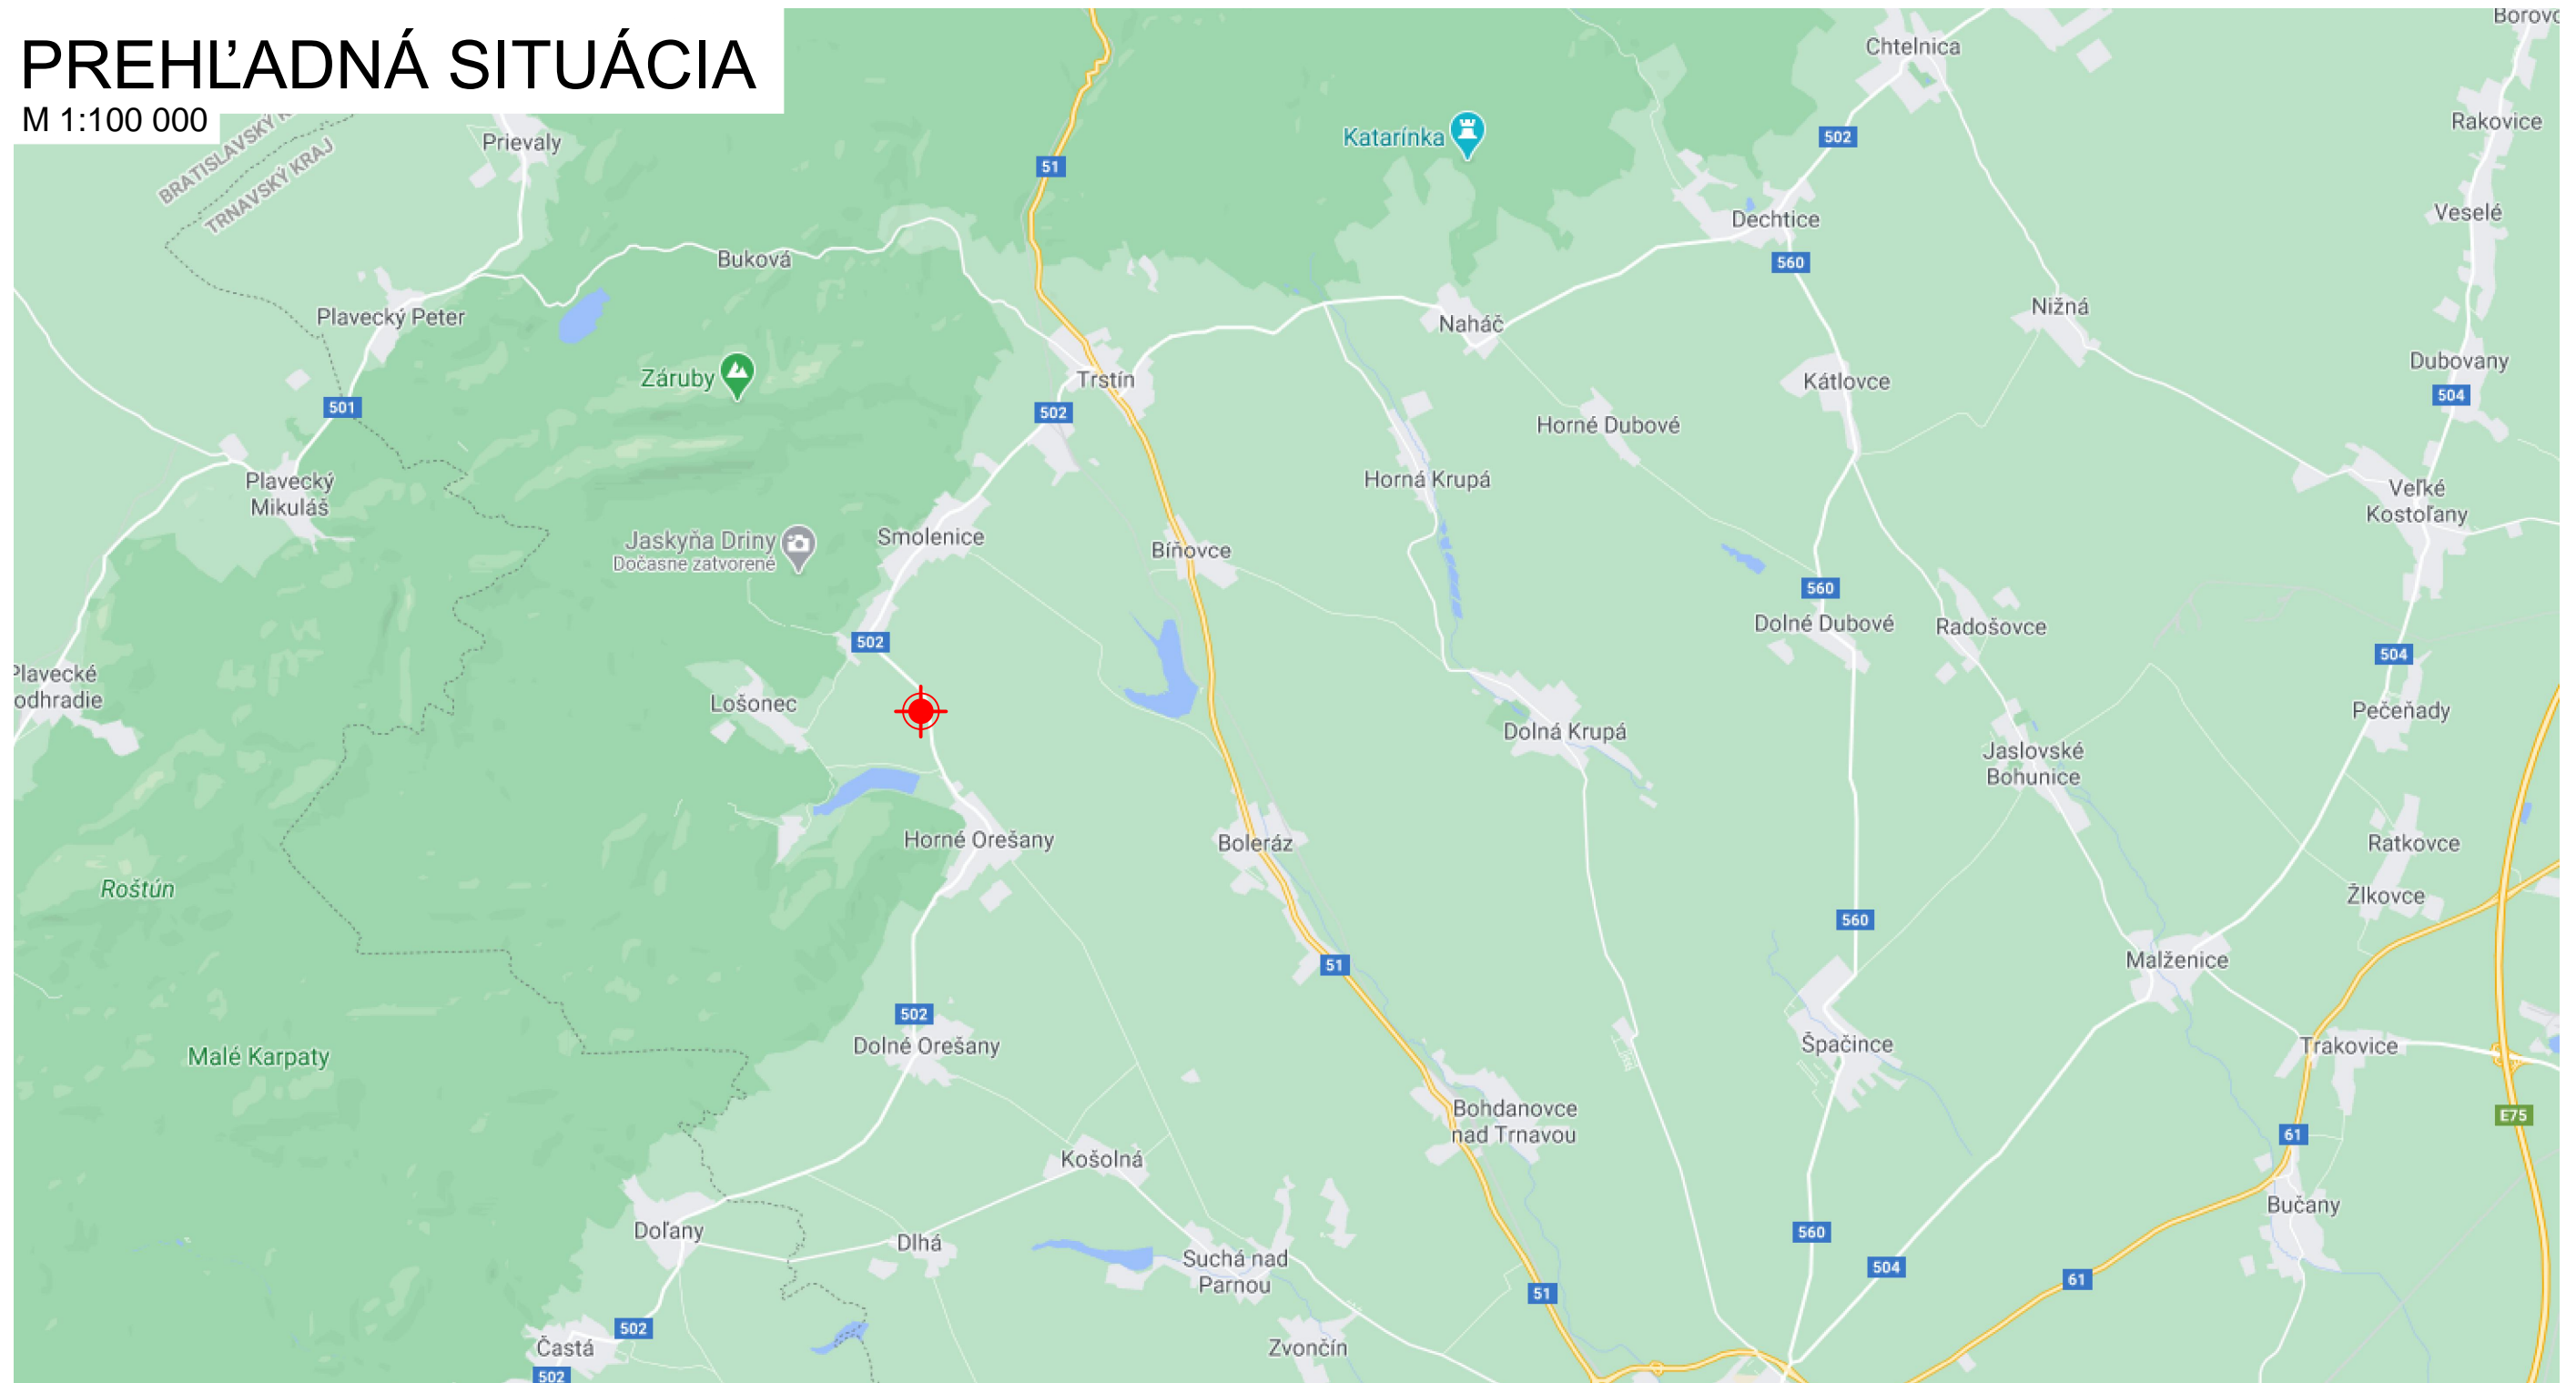 PREHĽADNÁ SITUÁCIA
M 1:100 000
Borovc
Chtelnica
Rakovice
502
Katarínka
Prievaly
BRATISLAVSKÝ K
TRNAVSKÝ KRAJ
51
Veselé
Dechtice
Buková
560
Nižná
Plavecký Peter
Naháč
Dubovany
Záruby
Trstín
Kátlovce
504
501
502
Horné Dubové
Plavecký
Mikuláš
Horná Krupá
Veľké
Kostoľany
Jaskyňa Driny
Dočasne zatvorené
Smolenice
Bíňovce
560
Dolné Dubové
Radošovce
502
504
Plavecké
odhradie
Lošonec
Pečeňady
Dolná Krupá
Jaslovské
Bohunice
Horné Orešany
Boleráz
Ratkovce
Roštún
Žlkovce
560
51
Malženice
502
Dolné Orešany
Špačince
Trakovice
Malé Karpaty
Bohdanovce
nad Trnavou
E75
61
Košolná
Bučany
Doľany
Dlhá
560
Suchá nad
Parnou
504
61
51
502
Častá
Zvončín
502